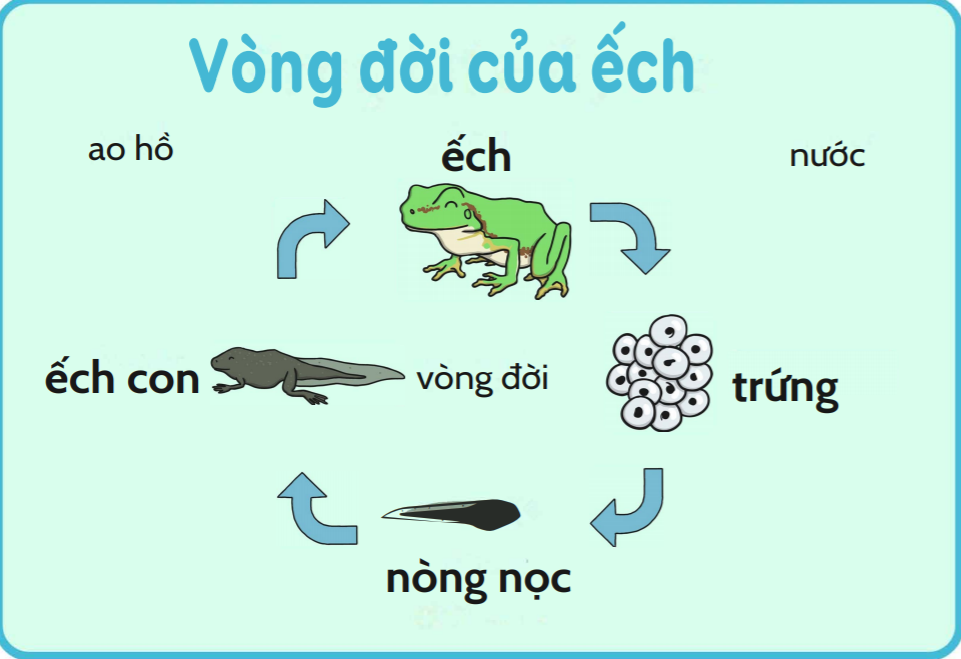 Vòng đời của ếch
ao hồ
ếch
nước
ếch con
vòng đời
trứng
nòng nọc